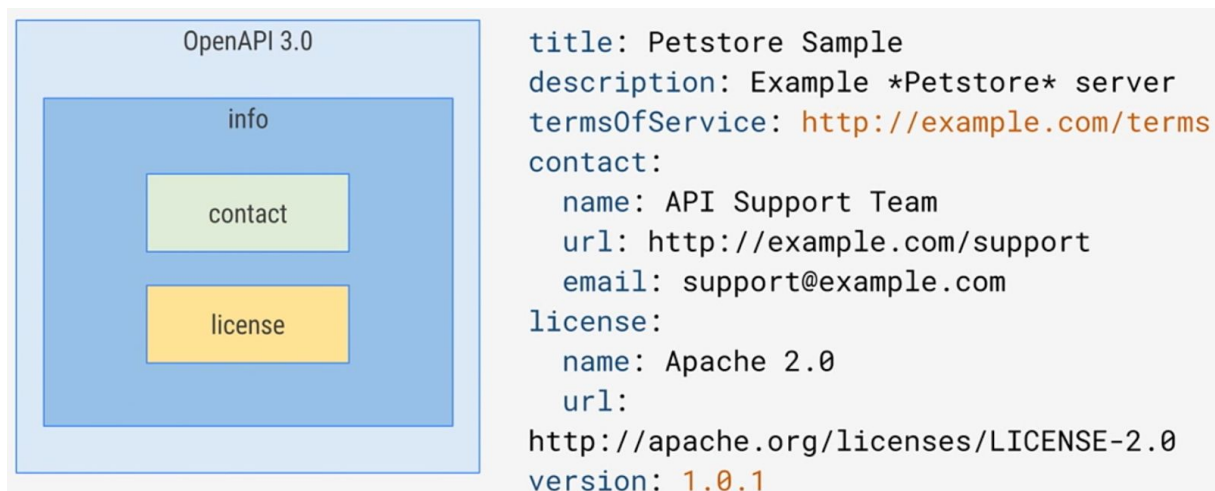 OpenAPI 3.0
info
contact
license
title: Petstore Sample
description: Example *Petstore* server
termsOfService: http://example.com/terms
contact:
  name: API Support Team
  url: http://example.com/support
  email: support@example.com
license:
  name: Apache 2.0
  url:
http://apache.org/licenses/LICENSE-2.0
version: 1.0.1